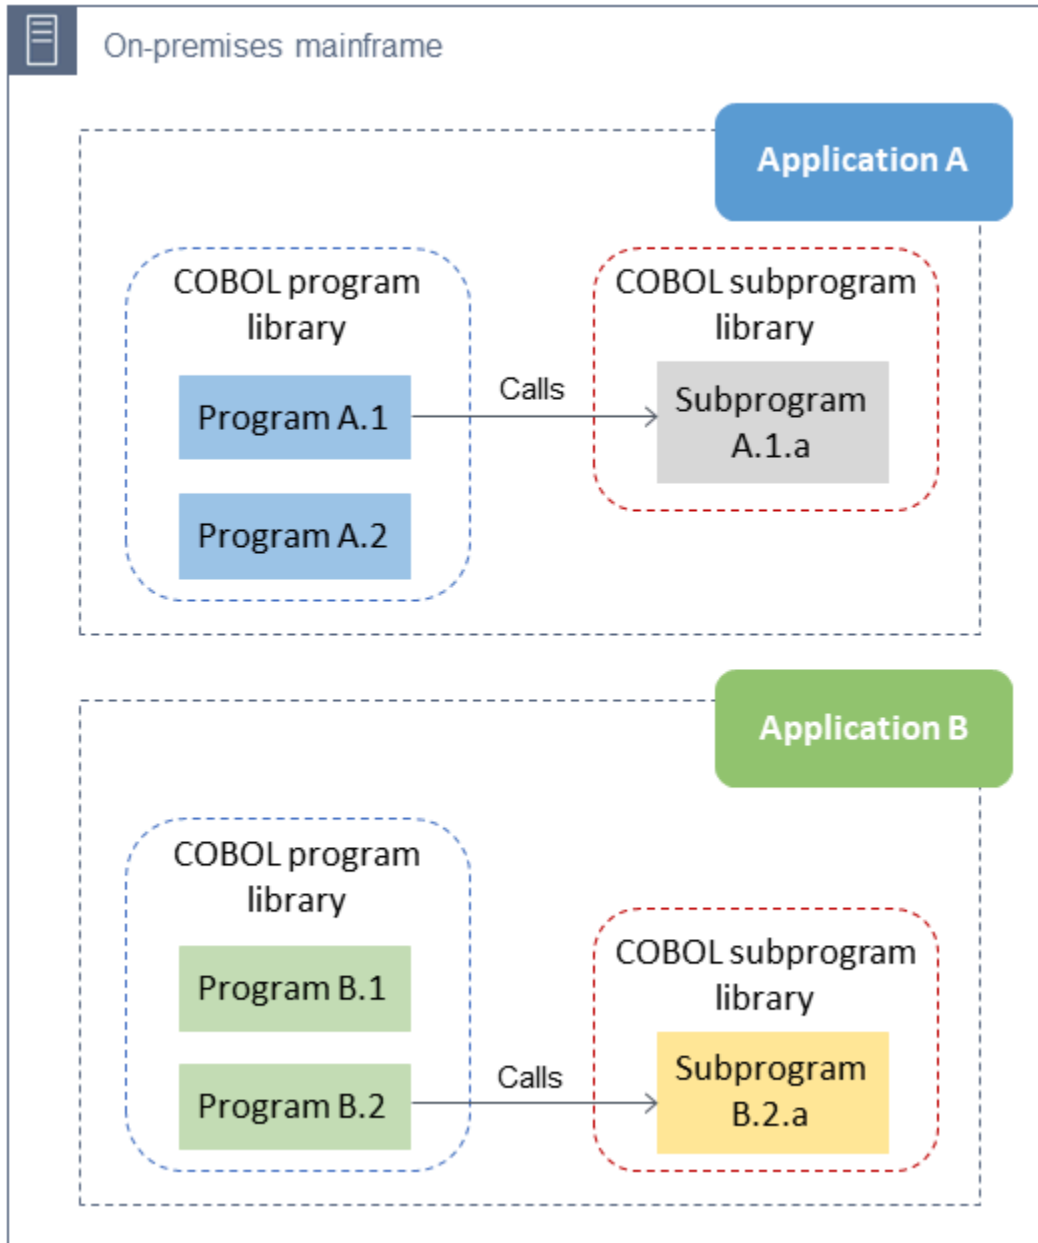 On-premises mainframe
Application A
COBOL program
library
COBOL subprogram
library
Program A.1
Calls
Subprogram
A.1.a
Program A.2
Application B
COBOL program
library
COBOL subprogram
library
Program B.1
Program B.2
Calls
Subprogram
B.2.a